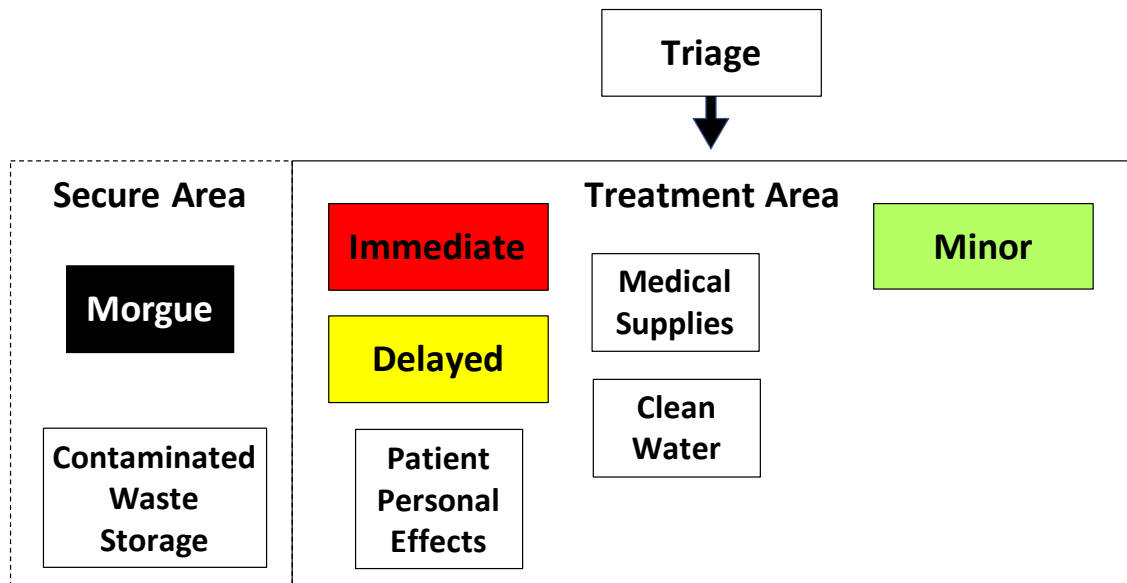 Triage
Secure Area
Morgue
Contaminated
Waste
Storage
Treatment Area
Immediate
Delayed
Patient
Personal
Effects
Medical
Supplies
Clean
Water
Minor